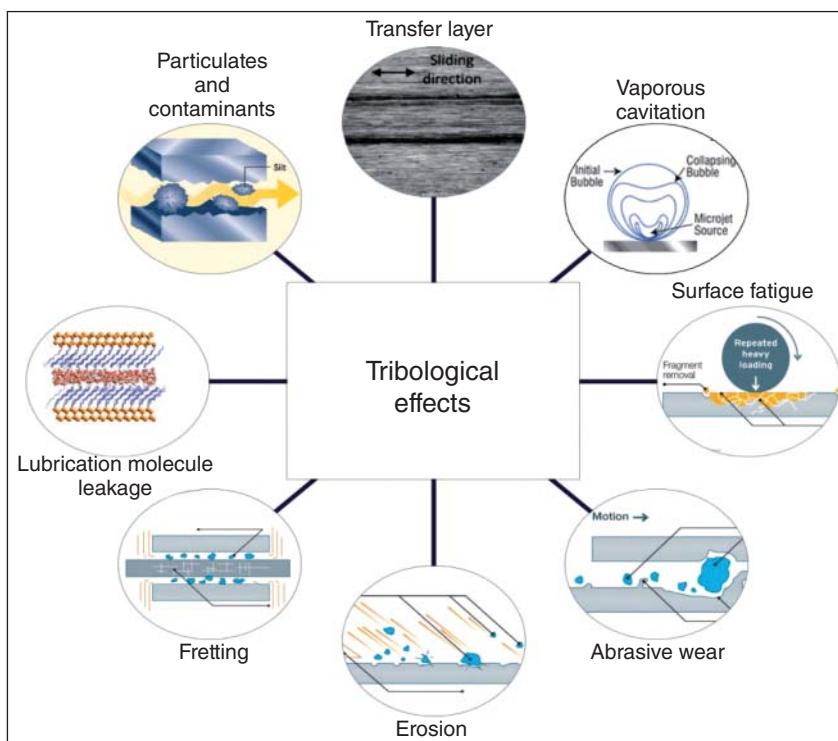 Transfer layer
Sliding
direction
Particulates
and
contaminants
Silt
Vaporous
cavitation
Initial
Bubble
Collapsing
Bubble
Microjet
Source
Surface fatigue
Repeated
heavy
loading
Fragment
removal
Tribological
effects
Lubrication molecule
leakage
Motion
Fretting
Abrasive wear
Erosion